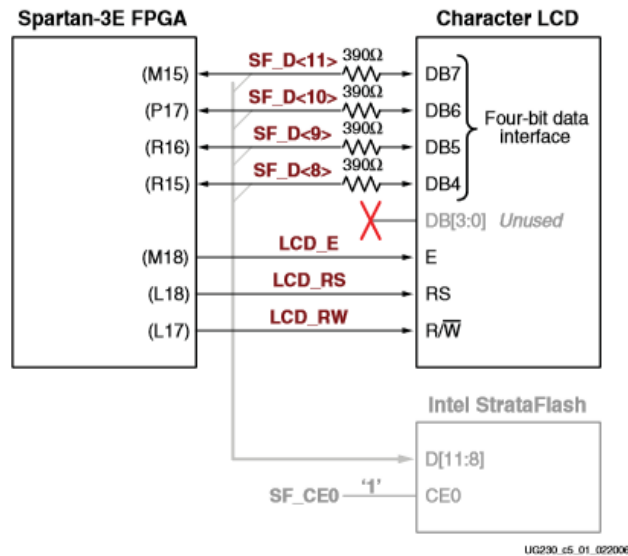 Spartan-3E FPGA
Character LCD
(M15) SF_D<11> 390Ω DB7
(P17) SF_D<10> 390Ω DB6
(R16) SF_D<9> 390Ω DB5
(R15) SF_D<8> 390Ω DB4
Four-bit data
interface
DB[3:0] Unused
(M18) LCD_E E
(L18) LCD_RS RS
(L17) LCD_RW R/W̅
Intel StrataFlash
D[11:8]
SF_CE0 '1' CE0
UG230_c5_01_022006